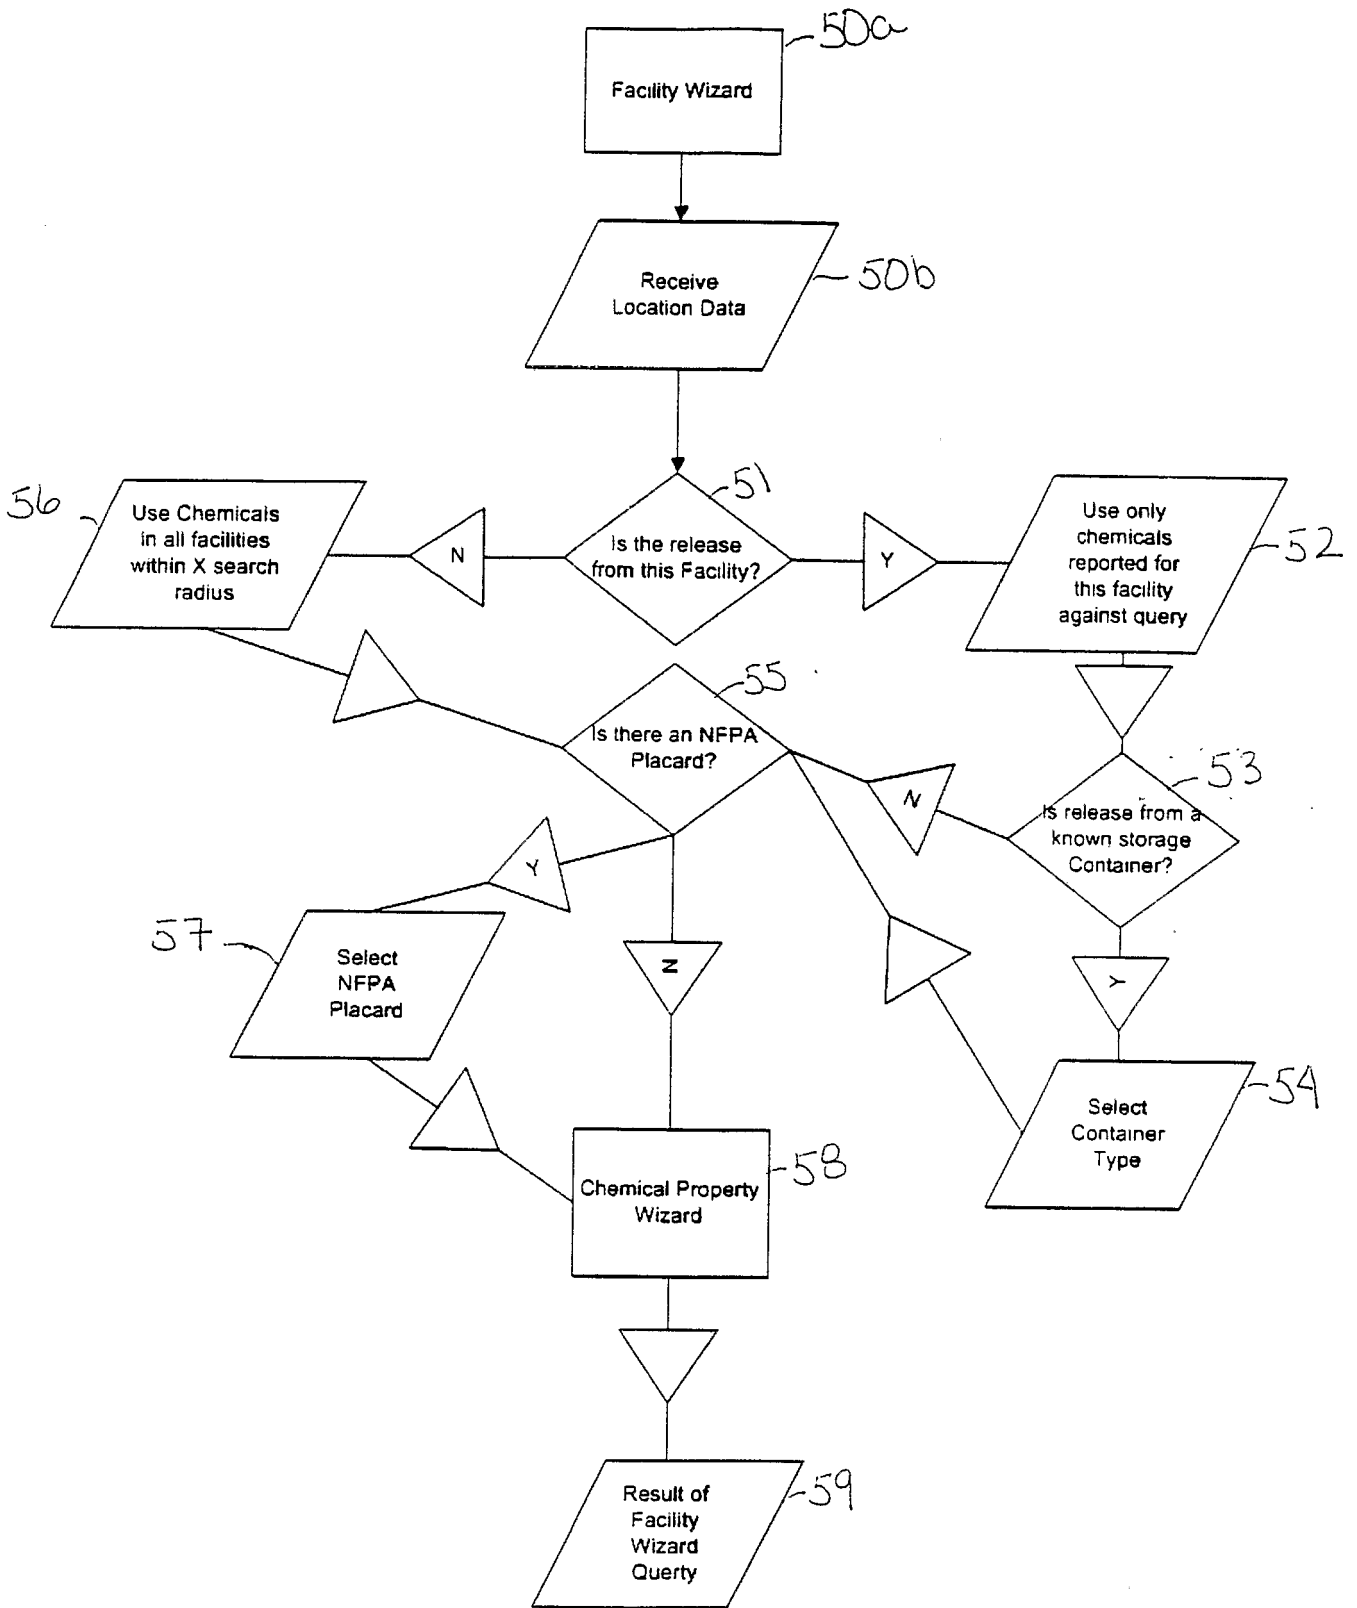 50a
Facility Wizard
Receive
Location Data
50b
51
56
Use Chemicals
in all facilities
within X search
radius
N
Is the release
from this Facility?
Y
Use only
chemicals
reported for
this facility
against query
52
55
Is there an NFPA
Placard?
N
53
Is release from a
known storage
Container?
Y
57
Select
NFPA
Placard
N
Y
Select
Container
Type
54
Chemical Property
Wizard
58
Result of
Facility
Wizard
Querty
59